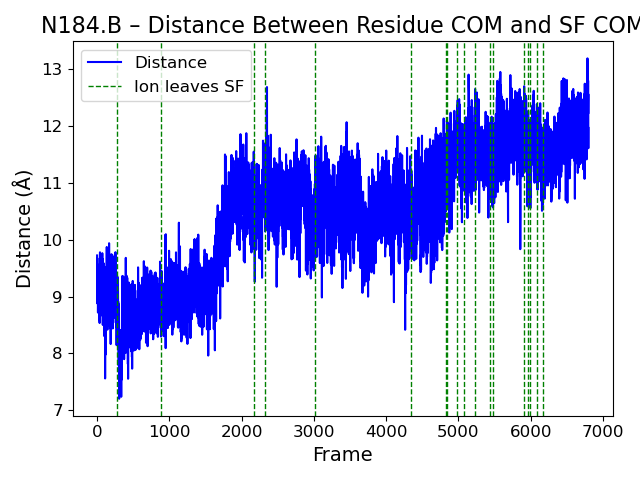 N184.B – Distance Between Residue COM and SF COM
Distance
Ion leaves SF
Distance (Å)
13
12
11
10
9
8
7
0 1000 2000 3000 4000 5000 6000 7000
Frame